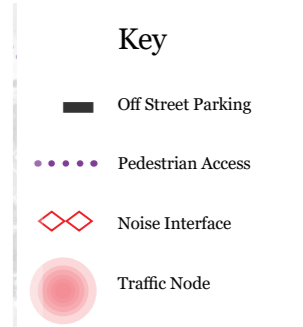 Key
Off Street Parking
Pedestrian Access
Noise Interface
Traffic Node